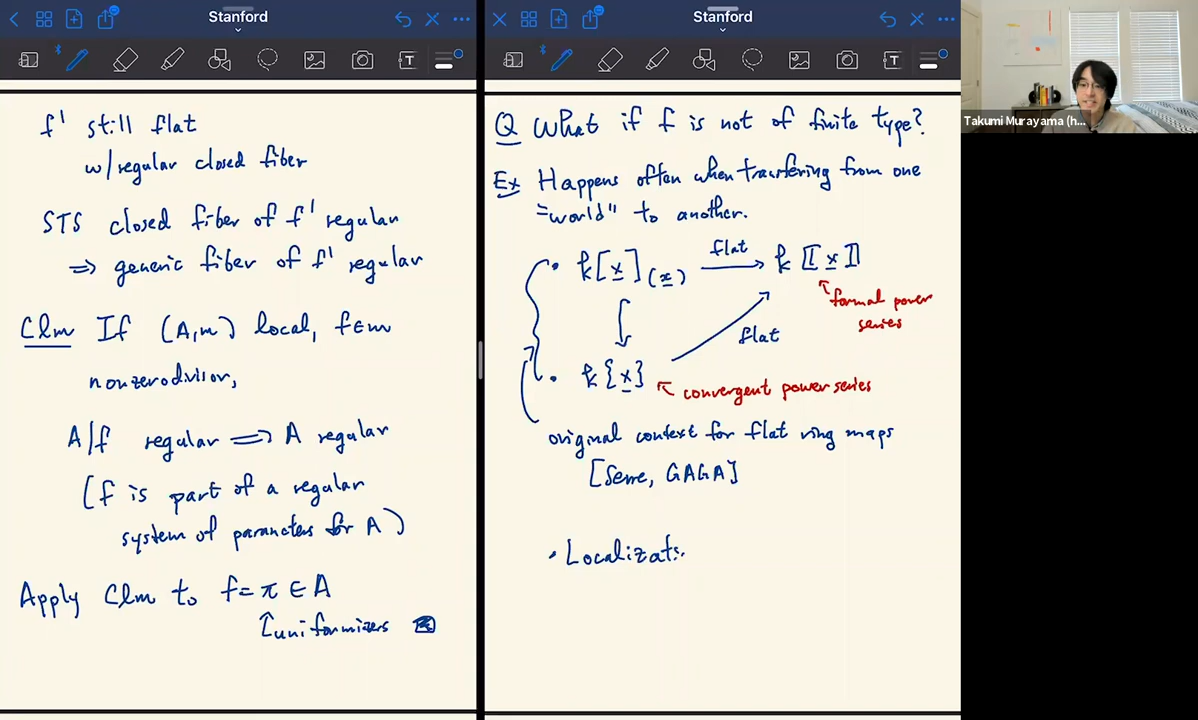 Stanford
f' still flat
w/regular closed fiber
STS closed fiber of f' regular
⟹ generic fiber of f' regular
Clm If (A,m) local, f∈m
nonzerodivisor,
A/f regular ⟹ A regular
(f is part of a regular
system of parameters for A)
Apply Clm to f=π∈A
↑uniformizers
Stanford
Q What if f is not of finite type?
Ex Happens often when transferring from one
"world" to another.
• k[x](x) flat k[[x]]
↑formal power
series
flat
• k{x} ↖ convergent power series
original context for flat ring maps
[Serre, GAGA]
• Localizati
Takumi Murayama (h...
T
T